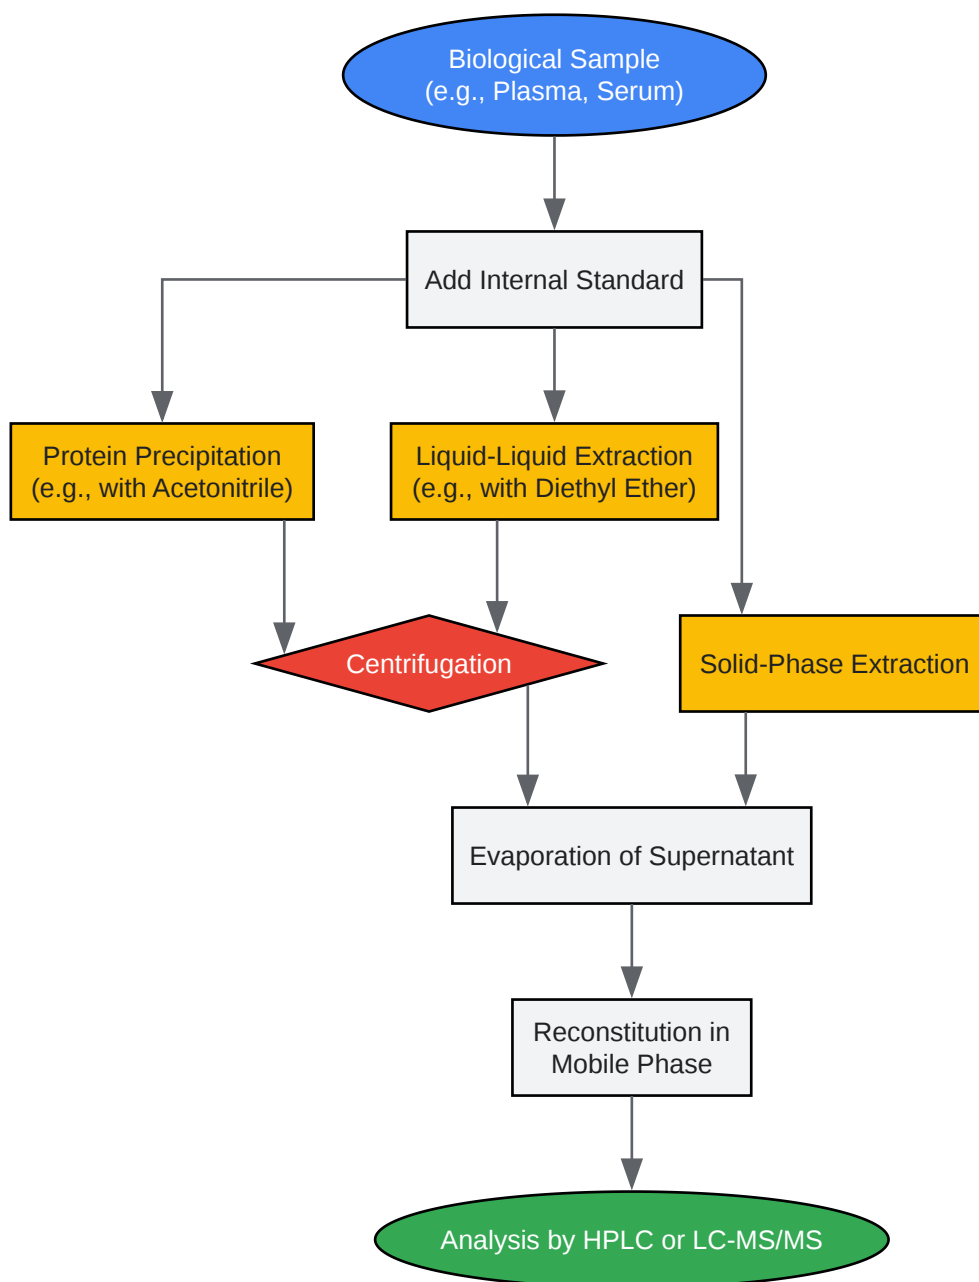 Biological Sample
(e.g., Plasma, Serum)
Add Internal Standard
Protein Precipitation
(e.g., with Acetonitrile)
Liquid-Liquid Extraction
(e.g., with Diethyl Ether)
Centrifugation
Solid-Phase Extraction
Evaporation of Supernatant
Reconstitution in
Mobile Phase
Analysis by HPLC or LC-MS/MS